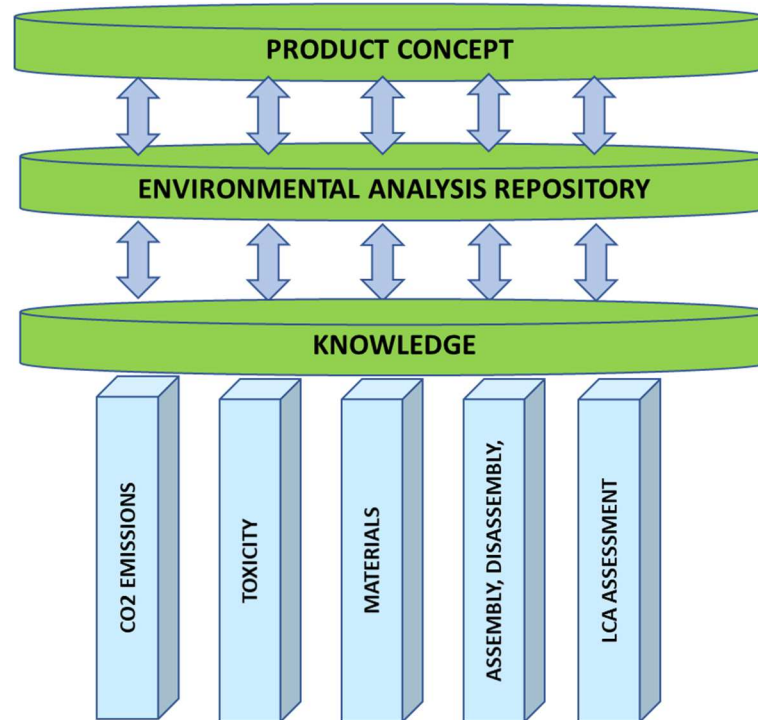 PRODUCT CONCEPT
ENVIRONMENTAL ANALYSIS REPOSITORY
KNOWLEDGE
CO2 EMISSIONS
TOXICITY
MATERIALS
ASSEMBLY, DISASSEMBLY,
LCA ASSESSMENT